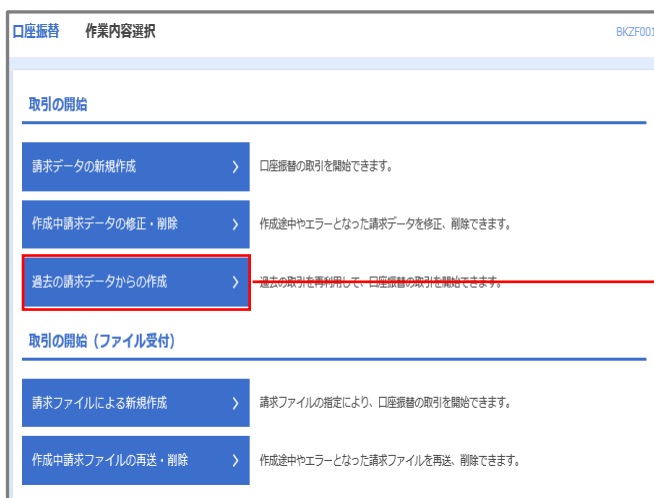 口座振替 作業内容選択 BKZF001
取引の開始
請求データの新規作成 口座振替の取引を開始できます。
作成中請求データの修正・削除 作成途中やエラーとなった請求データを修正、削除できます。
過去の請求データからの作成 過去の取引を再利用して、口座振替の取引を開始できます。
取引の開始（ファイル受付）
請求ファイルによる新規作成 請求ファイルの指定により、口座振替の取引を開始できます。
作成中請求ファイルの再送・削除 作成途中やエラーとなった請求ファイルを再送、削除できます。